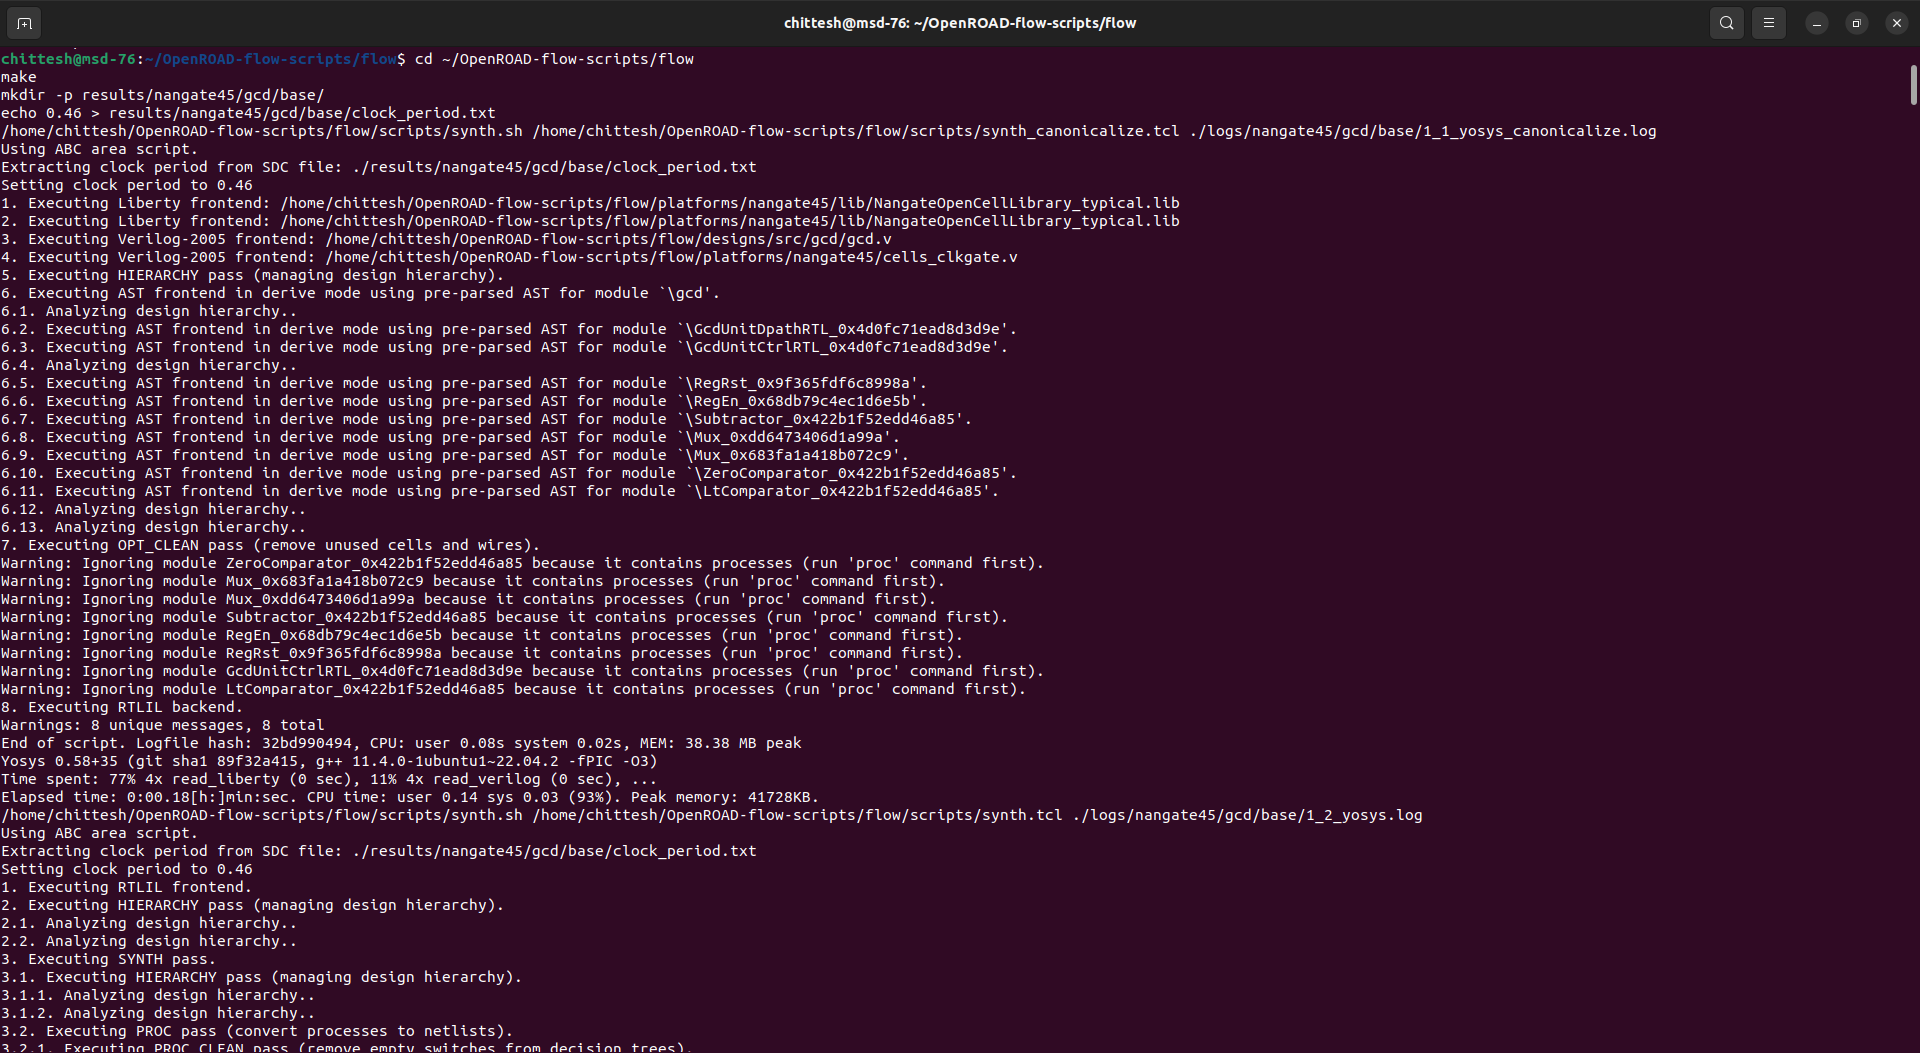 chittesh@msd-76: ~/OpenROAD-flow-scripts/flow
chittesh@msd-76:~/OpenROAD-flow-scripts/flow$ cd ~/OpenROAD-flow-scripts/flow
make
mkdir -p results/nangate45/gcd/base/
echo 0.46 > results/nangate45/gcd/base/clock_period.txt
/home/chittesh/OpenROAD-flow-scripts/flow/scripts/synth.sh /home/chittesh/OpenROAD-flow-scripts/flow/scripts/synth_canonicalize.tcl ./logs/nangate45/gcd/base/1_1_yosys_canonicalize.log
Using ABC area script.
Extracting clock period from SDC file: ./results/nangate45/gcd/base/clock_period.txt
Setting clock period to 0.46
1. Executing Liberty frontend: /home/chittesh/OpenROAD-flow-scripts/flow/platforms/nangate45/lib/NangateOpenCellLibrary_typical.lib
2. Executing Liberty frontend: /home/chittesh/OpenROAD-flow-scripts/flow/platforms/nangate45/lib/NangateOpenCellLibrary_typical.lib
3. Executing Verilog-2005 frontend: /home/chittesh/OpenROAD-flow-scripts/flow/designs/src/gcd/gcd.v
4. Executing Verilog-2005 frontend: /home/chittesh/OpenROAD-flow-scripts/flow/platforms/nangate45/cells_clkgate.v
5. Executing HIERARCHY pass (managing design hierarchy).
6. Executing AST frontend in derive mode using pre-parsed AST for module `\gcd'.
6.1. Analyzing design hierarchy..
6.2. Executing AST frontend in derive mode using pre-parsed AST for module `\GcdUnitDpathRTL_0x4d0fc71ead8d3d9e'.
6.3. Executing AST frontend in derive mode using pre-parsed AST for module `\GcdUnitCtrlRTL_0x4d0fc71ead8d3d9e'.
6.4. Analyzing design hierarchy..
6.5. Executing AST frontend in derive mode using pre-parsed AST for module `\RegRst_0x9f365fdf6c8998a'.
6.6. Executing AST frontend in derive mode using pre-parsed AST for module `\RegEn_0x68db79c4ec1d6e5b'.
6.7. Executing AST frontend in derive mode using pre-parsed AST for module `\Subtractor_0x422b1f52edd46a85'.
6.8. Executing AST frontend in derive mode using pre-parsed AST for module `\Mux_0xdd6473406d1a99a'.
6.9. Executing AST frontend in derive mode using pre-parsed AST for module `\Mux_0x683fa1a418b072c9'.
6.10. Executing AST frontend in derive mode using pre-parsed AST for module `\ZeroComparator_0x422b1f52edd46a85'.
6.11. Executing AST frontend in derive mode using pre-parsed AST for module `\LtComparator_0x422b1f52edd46a85'.
6.12. Analyzing design hierarchy..
6.13. Analyzing design hierarchy..
7. Executing OPT_CLEAN pass (remove unused cells and wires).
Warning: Ignoring module ZeroComparator_0x422b1f52edd46a85 because it contains processes (run 'proc' command first).
Warning: Ignoring module Mux_0x683fa1a418b072c9 because it contains processes (run 'proc' command first).
Warning: Ignoring module Mux_0xdd6473406d1a99a because it contains processes (run 'proc' command first).
Warning: Ignoring module Subtractor_0x422b1f52edd46a85 because it contains processes (run 'proc' command first).
Warning: Ignoring module RegEn_0x68db79c4ec1d6e5b because it contains processes (run 'proc' command first).
Warning: Ignoring module RegRst_0x9f365fdf6c8998a because it contains processes (run 'proc' command first).
Warning: Ignoring module GcdUnitCtrlRTL_0x4d0fc71ead8d3d9e because it contains processes (run 'proc' command first).
Warning: Ignoring module LtComparator_0x422b1f52edd46a85 because it contains processes (run 'proc' command first).
8. Executing RTLIL backend.
Warnings: 8 unique messages, 8 total
End of script. Logfile hash: 32bd990494, CPU: user 0.08s system 0.02s, MEM: 38.38 MB peak
Yosys 0.58+35 (git sha1 89f32a415, g++ 11.4.0-1ubuntu1~22.04.2 -fPIC -O3)
Time spent: 77% 4x read_liberty (0 sec), 11% 4x read_verilog (0 sec), ...
Elapsed time: 0:00.18[h:]min:sec. CPU time: user 0.14 sys 0.03 (93%). Peak memory: 41728KB.
/home/chittesh/OpenROAD-flow-scripts/flow/scripts/synth.sh /home/chittesh/OpenROAD-flow-scripts/flow/scripts/synth.tcl ./logs/nangate45/gcd/base/1_2_yosys.log
Using ABC area script.
Extracting clock period from SDC file: ./results/nangate45/gcd/base/clock_period.txt
Setting clock period to 0.46
1. Executing RTLIL frontend.
2. Executing HIERARCHY pass (managing design hierarchy).
2.1. Analyzing design hierarchy..
2.2. Analyzing design hierarchy..
3. Executing SYNTH pass.
3.1. Executing HIERARCHY pass (managing design hierarchy).
3.1.1. Analyzing design hierarchy..
3.1.2. Analyzing design hierarchy..
3.2. Executing PROC pass (convert processes to netlists).
3.2.1. Executing PROC_CLEAN pass (remove empty switches from decision trees).